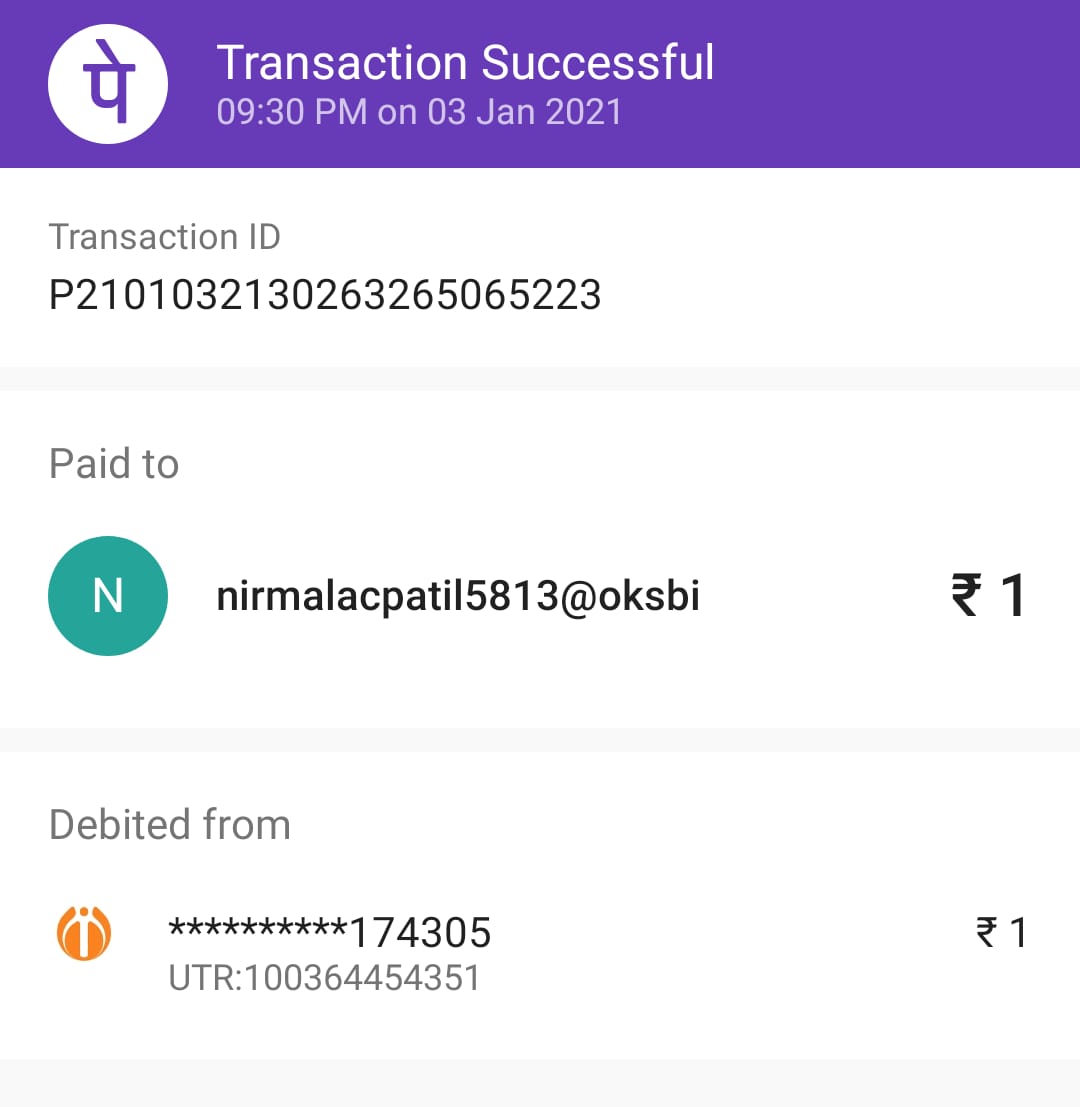 पे
Transaction Successful
09:30 PM on 03 Jan 2021
Transaction ID
P2101032130263265065223
Paid to
N
nirmalacpatil5813@oksbi
₹ 1
Debited from
**********174305
₹ 1
UTR:100364454351